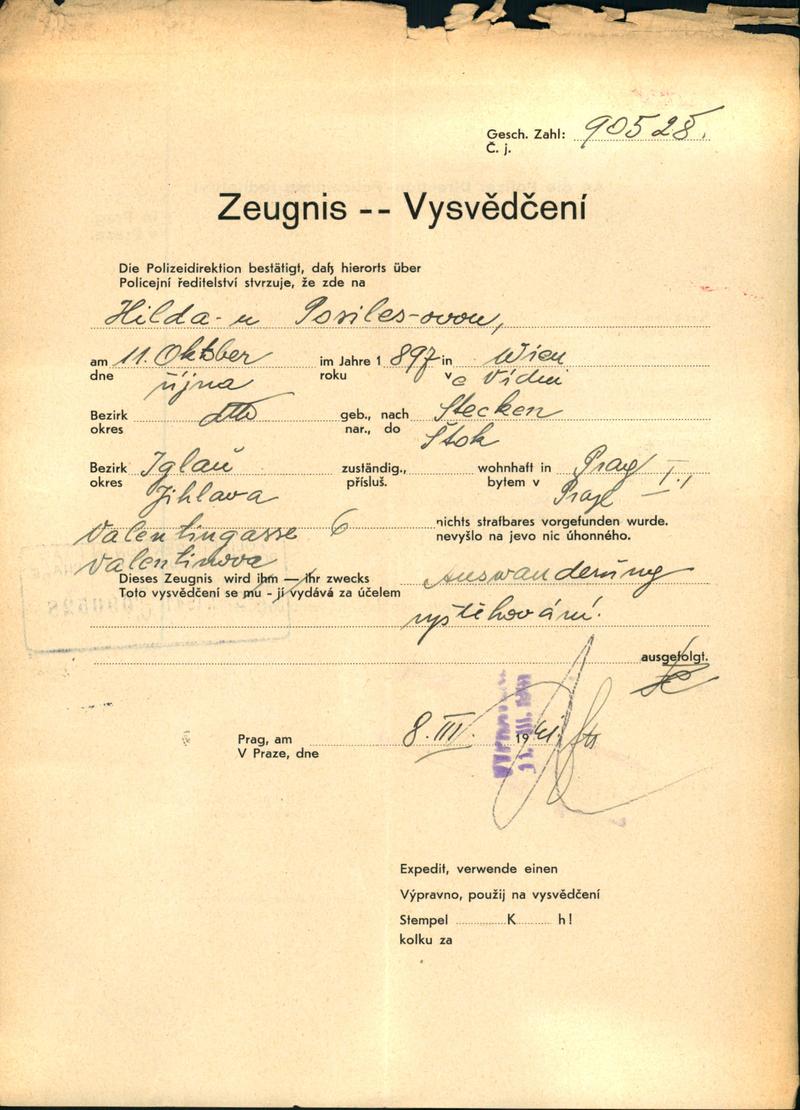 Gesch. Zahl: 90528.
Č. j.
Zeugnis -- Vysvědčení
Die Polizeidirektion bestätigt, daß hierorts über
Policejní ředitelství stvrzuje, že zde na
Hilda-u Posiles-ovou,
am 11. Oktober im Jahre 1 897 in Wien
dne října roku v e Vídni
Bezirk dto geb., nach Stecken
okres nar., do Štok
Bezirk Iglau zuständig., wohnhaft in Prag I.,
okres Jihlava přísluš. bytem v Praze
Valentingasse 6 nichts strafbares vorgefunden wurde.
Valentinova nevyšlo na jevo nic úhonného.
Dieses Zeugnis wird ihm — ihr zwecks Auswanderung
Toto vysvědčení se mu - jí vydává za účelem vystěhování.
ausgefolgt.
Prag, am 8. III. 1941.
V Praze, dne
Expedit, verwende einen
Výpravno, použij na vysvědčení
Stempel K h!
kolku za